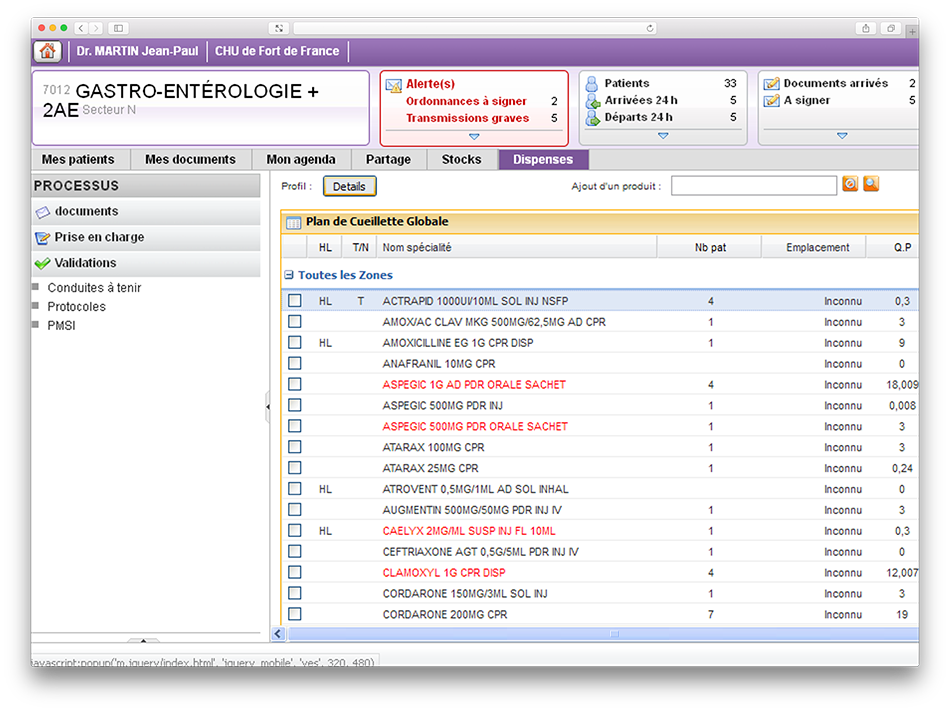 Dr. MARTIN Jean-Paul CHU de Fort de France
7012 GASTRO-ENTÉROLOGIE +
2AE Secteur N
Alerte(s)
Ordonnances à signer 2
Transmissions graves 5
Patients 33
Arrivées 24 h 5
Départs 24 h 5
Documents arrivés 2
A signer 5
Mes patients Mes documents Mon agenda Partage Stocks Dispenses
PROCESSUS
documents
Prise en charge
Validations
Conduites à tenir
Protocoles
PMSI
Profil : Details Ajout d'un produit :
Plan de Cueillette Globale
HL T/N Nom spécialité Nb pat Emplacement Q.P
Toutes les Zones
HL T ACTRAPID 1000UI/10ML SOL INJ NSFP 4 Inconnu 0,3
AMOX/AC CLAV MKG 500MG/62,5MG AD CPR 1 Inconnu 3
HL AMOXICILLINE EG 1G CPR DISP 1 Inconnu 9
ANAFRANIL 10MG CPR Inconnu 0
ASPEGIC 1G AD PDR ORALE SACHET 4 Inconnu 18,009
ASPEGIC 500MG PDR INJ 1 Inconnu 0,008
ASPEGIC 500MG PDR ORALE SACHET 1 Inconnu 3
ATARAX 100MG CPR 1 Inconnu 3
ATARAX 25MG CPR 1 Inconnu 0,24
HL ATROVENT 0,5MG/1ML AD SOL INHAL Inconnu 0
AUGMENTIN 500MG/50MG PDR INJ IV 1 Inconnu 3
HL CAELYX 2MG/ML SUSP INJ FL 10ML 1 Inconnu 0,3
CEFTRIAXONE AGT 0,5G/5ML PDR INJ IV 1 Inconnu 0
CLAMOXYL 1G CPR DISP 4 Inconnu 12,007
CORDARONE 150MG/3ML SOL INJ 1 Inconnu 3
CORDARONE 200MG CPR 7 Inconnu 19
javascript:popup('m.jquery/index.html', 'jquery_mobile', 'yes', 320, 480)